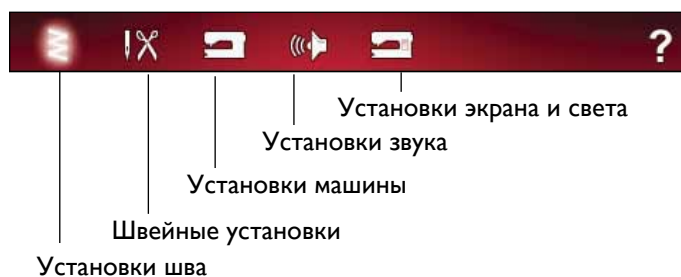 ?
Установки экрана и света
Установки звука
Установки машины
Швейные установки
Установки шва